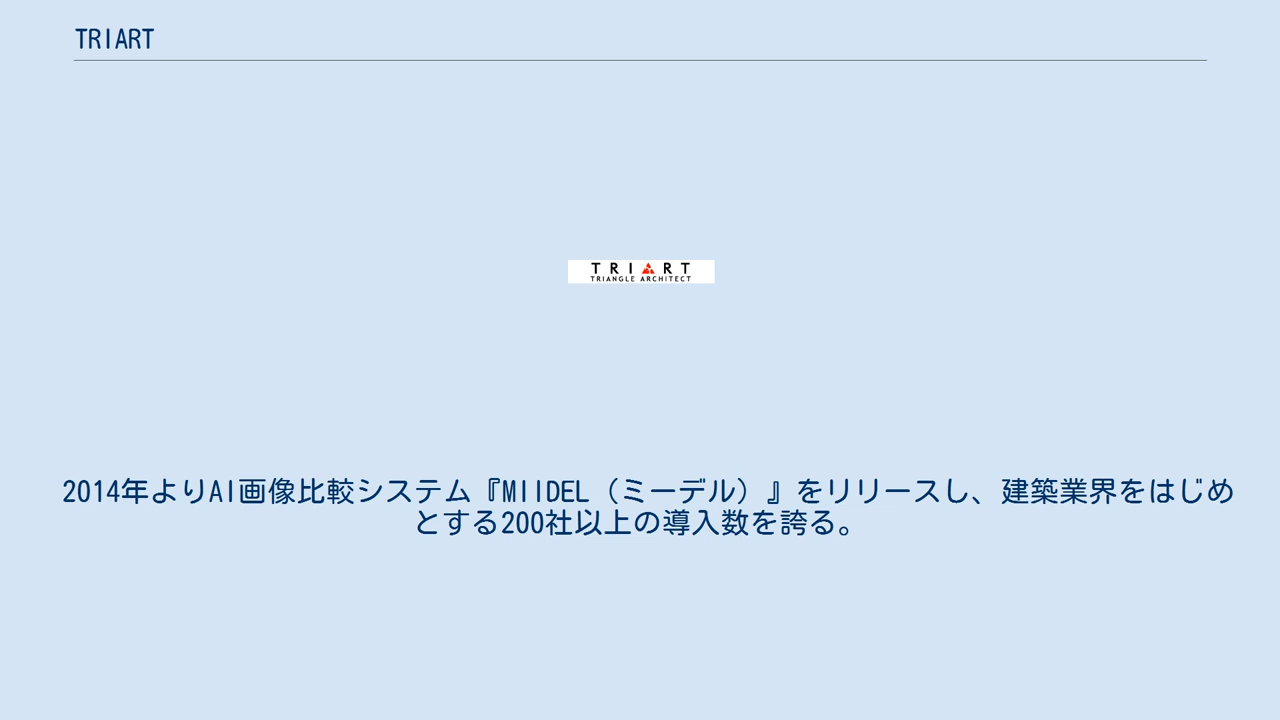 TRIART
TRIART
TRIANGLE ARCHITECT
2014年よりAI画像比較システム『MIIDEL（ミーデル）』をリリースし、建築業界をはじめ
とする200社以上の導入数を誇る。